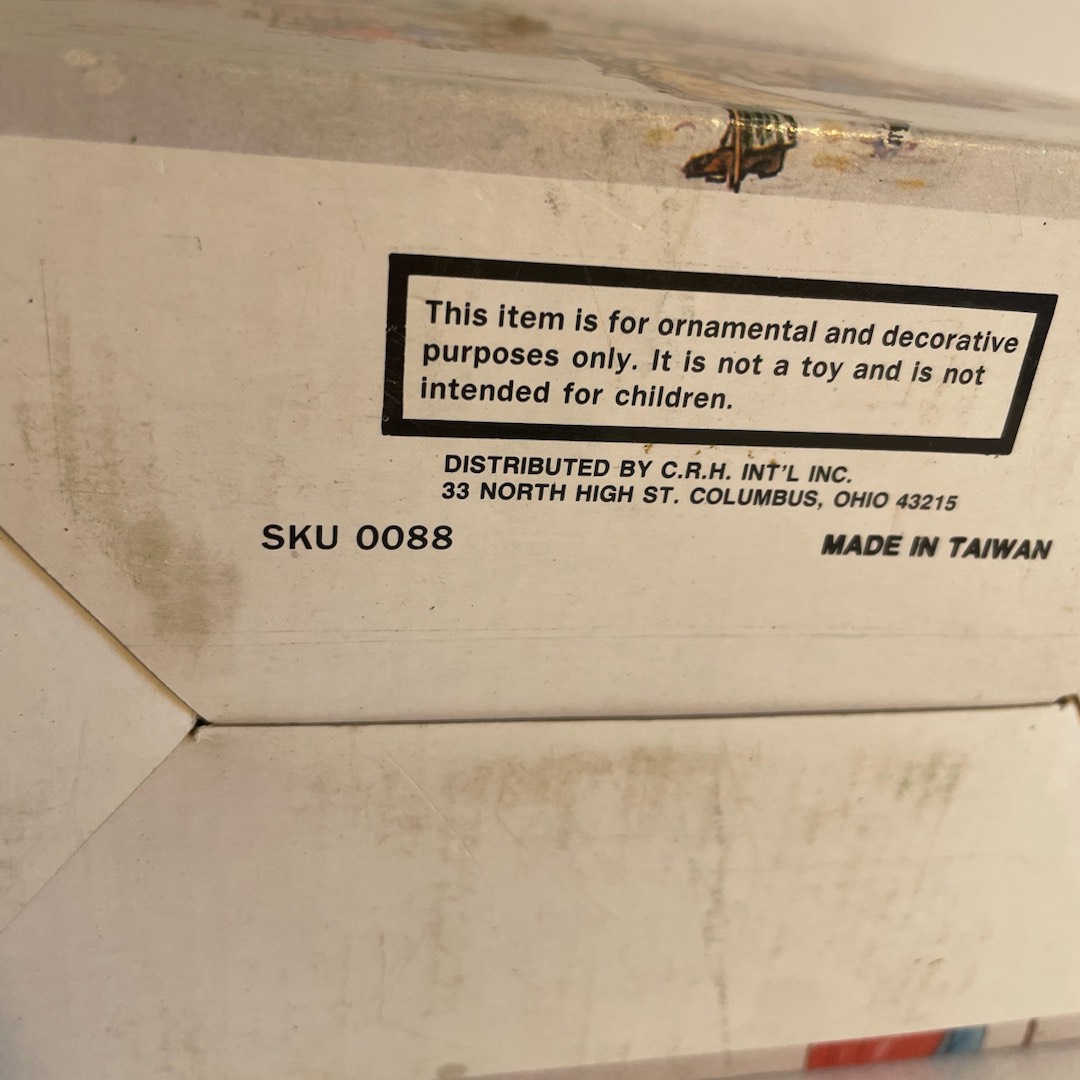 This item is for ornamental and decorative
purposes only. It is not a toy and is not
intended for children.
DISTRIBUTED BY C.R.H. INT'L INC.
33 NORTH HIGH ST. COLUMBUS, OHIO 43215
SKU 0088
MADE IN TAIWAN